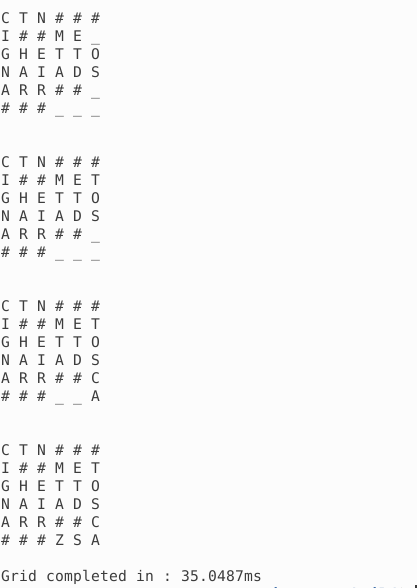 C T N # # #
I # # M E _
G H E T T O
N A I A D S
A R R # # _
# # # _ _ _
C T N # # #
I # # M E T
G H E T T O
N A I A D S
A R R # # _
# # # _ _ _
C T N # # #
I # # M E T
G H E T T O
N A I A D S
A R R # # C
# # # _ _ A
C T N # # #
I # # M E T
G H E T T O
N A I A D S
A R R # # C
# # # Z S A
Grid completed in : 35.0487ms